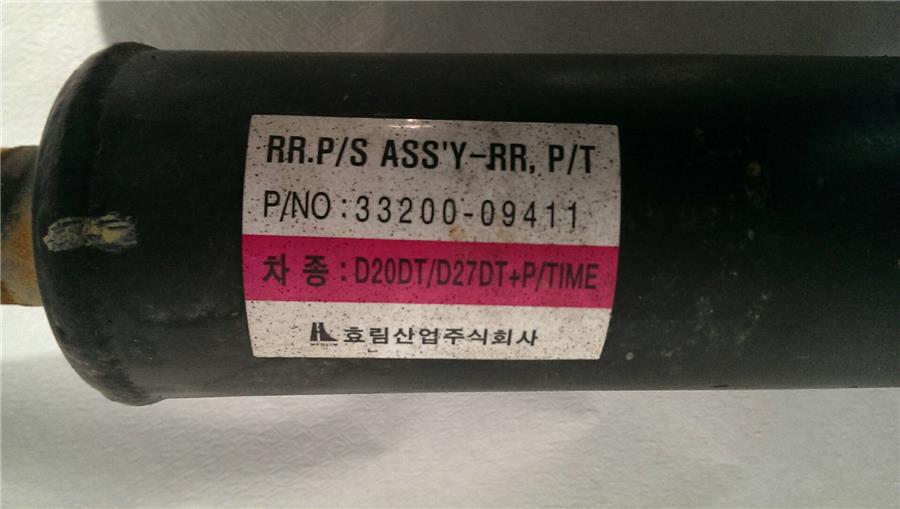 RR.P/S ASS'Y-RR, P/T
P/NO : 33200-09411
차 종 : D20DT/D27DT+P/TIME
효림산업주식회사